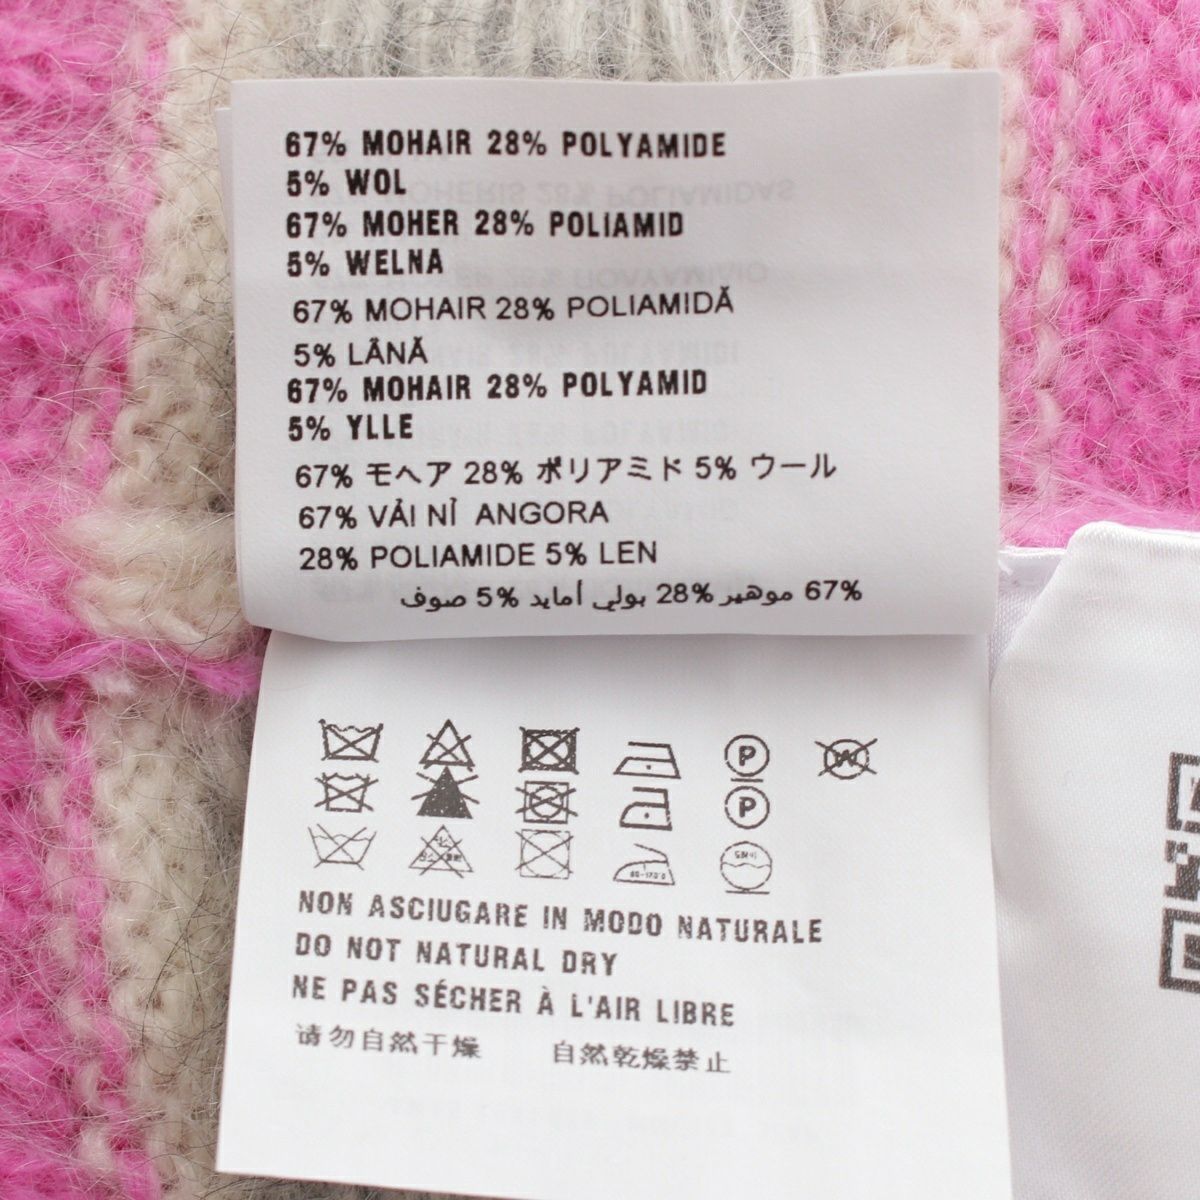 67% MOHAIR 28% POLYAMIDE
5% WOL
67% MOHER 28% POLIAMID
5% WELNA
67% MOHAIR 28% POLIAMIDĂ
5% LÂNĂ
67% MOHAIR 28% POLYAMID
5% YLLE
67% モヘア 28% ポリアミド 5% ウール
67% VẢI NỈ ANGORA
28% POLIAMIDE 5% LEN
67% موهير 28% بولي أمايد 5% صوف
P W
P
NON ASCIUGARE IN MODO NATURALE
DO NOT NATURAL DRY
NE PAS SÉCHER À L'AIR LIBRE
请勿自然干燥 自然乾燥禁止